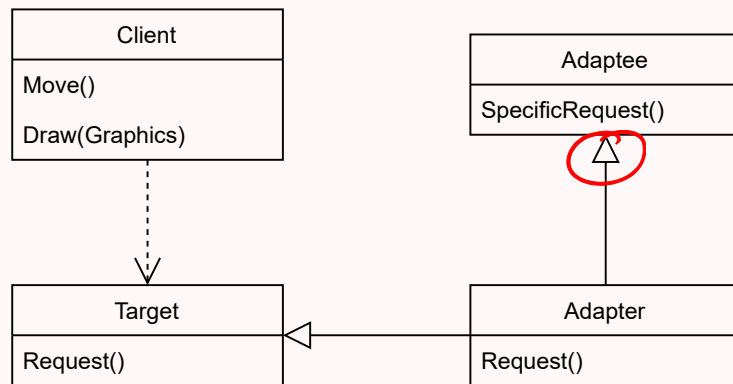 Client
Move()
Draw(Graphics)
Adaptee
SpecificRequest()
Target
Request()
Adapter
Request()